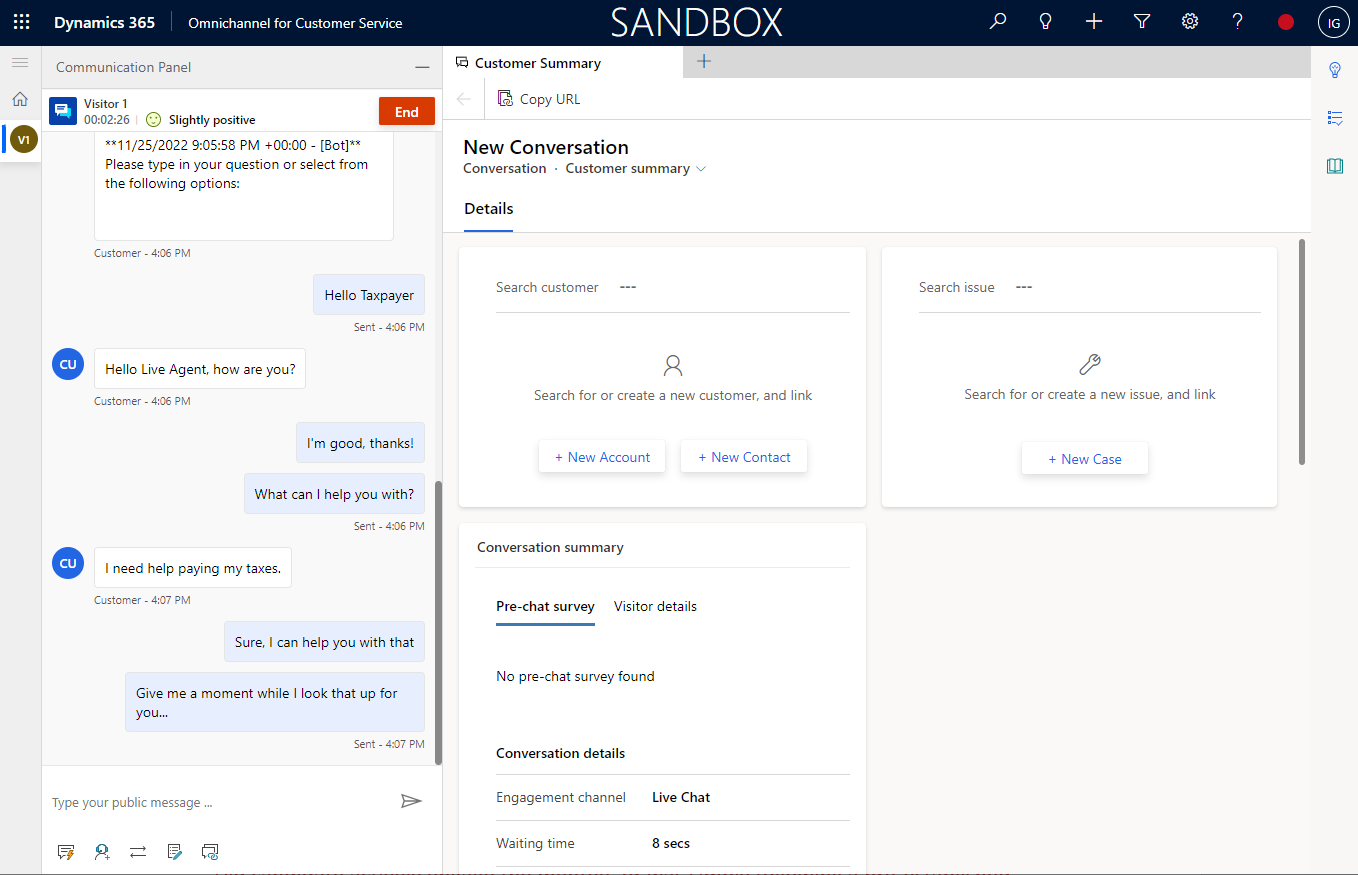 Dynamics 365
Omnichannel for Customer Service
SANDBOX
IG
Communication Panel
Visitor 1
00:02:26
Slightly positive
End
V1
**11/25/2022 9:05:58 PM +00:00 - [Bot]**
Please type in your question or select from
the following options:
Customer - 4:06 PM
Hello Taxpayer
Sent - 4:06 PM
CU
Hello Live Agent, how are you?
Customer - 4:06 PM
I'm good, thanks!
What can I help you with?
Sent - 4:06 PM
CU
I need help paying my taxes.
Customer - 4:07 PM
Sure, I can help you with that
Give me a moment while I look that up for
you...
Sent - 4:07 PM
Type your public message ...
Customer Summary
Copy URL
New Conversation
Conversation · Customer summary
Details
Search customer ---
Search for or create a new customer, and link
+ New Account
+ New Contact
Search issue ---
Search for or create a new issue, and link
+ New Case
Conversation summary
Pre-chat survey
Visitor details
No pre-chat survey found
Conversation details
Engagement channel Live Chat
Waiting time 8 secs